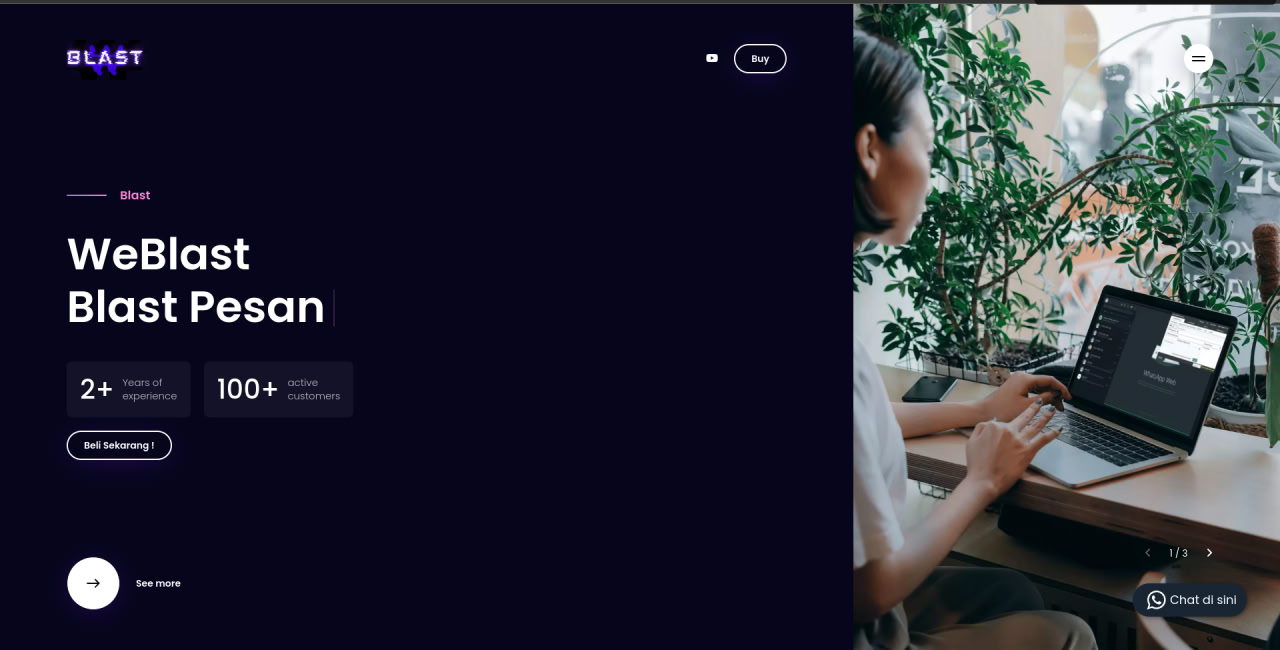 BLAST
Buy
Blast
WeBlast
Blast Pesan
2+ Years of
experience
100+ active
customers
Beli Sekarang !
See more
WhatsApp Web
1 / 3
Chat di sini